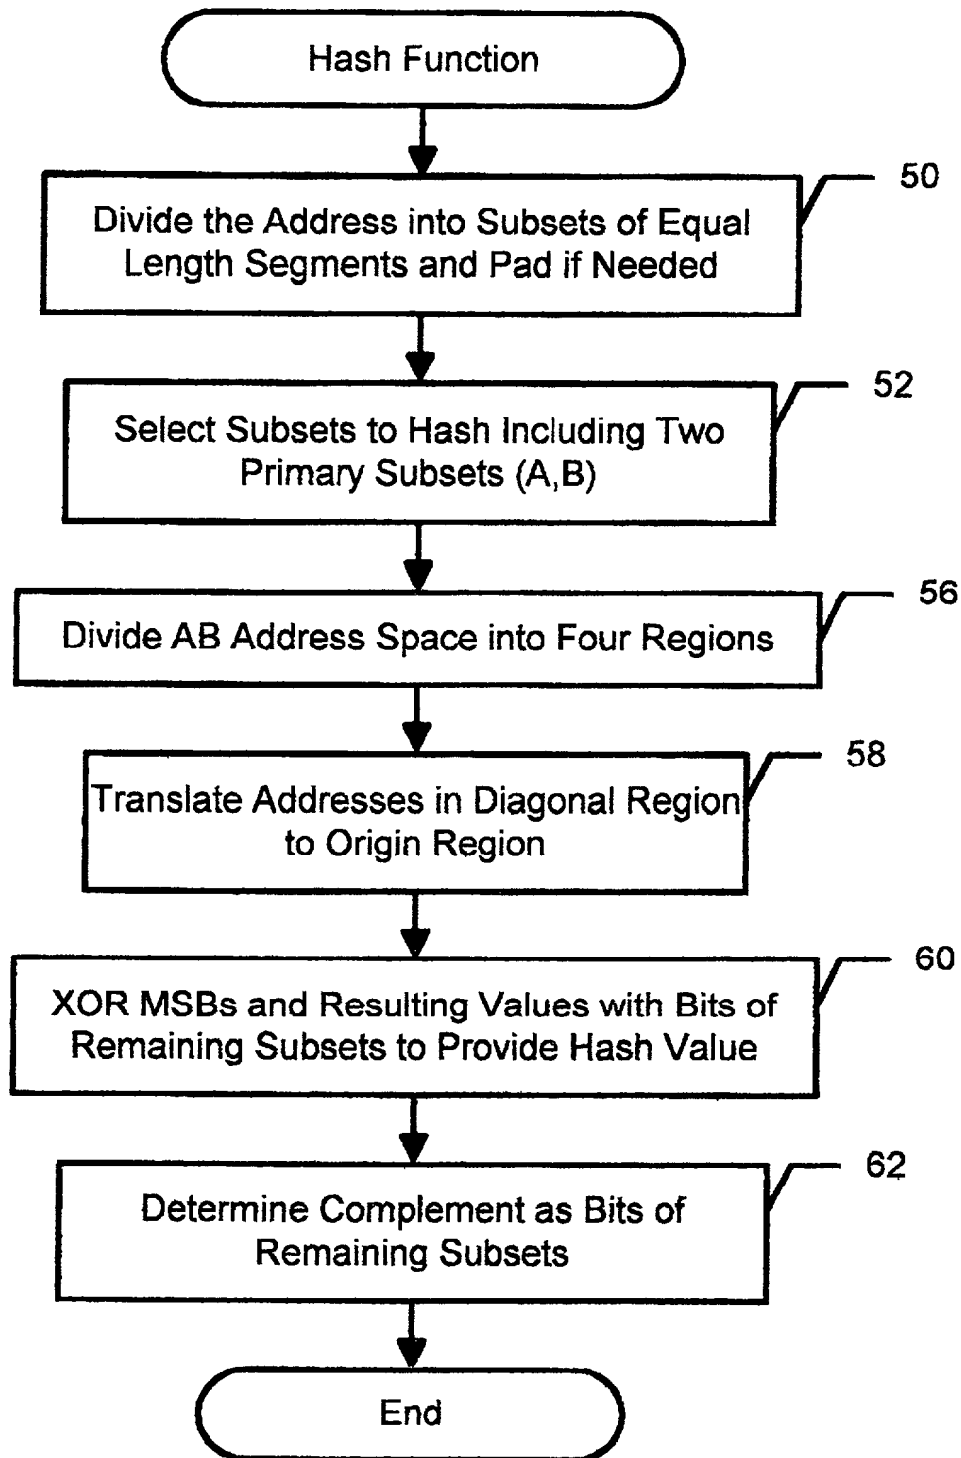 Hash Function
50
Divide the Address into Subsets of Equal
Length Segments and Pad if Needed
52
Select Subsets to Hash Including Two
Primary Subsets (A,B)
56
Divide AB Address Space into Four Regions
58
Translate Addresses in Diagonal Region
to Origin Region
60
XOR MSBs and Resulting Values with Bits of
Remaining Subsets to Provide Hash Value
62
Determine Complement as Bits of
Remaining Subsets
End